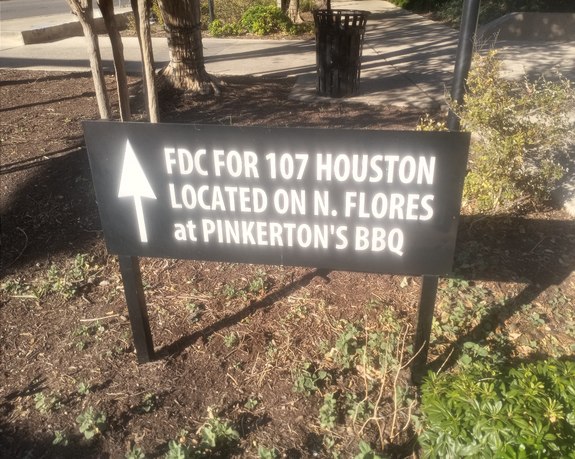 FDC FOR 107 HOUSTON
LOCATED ON N. FLORES
at PINKERTON'S BBQ